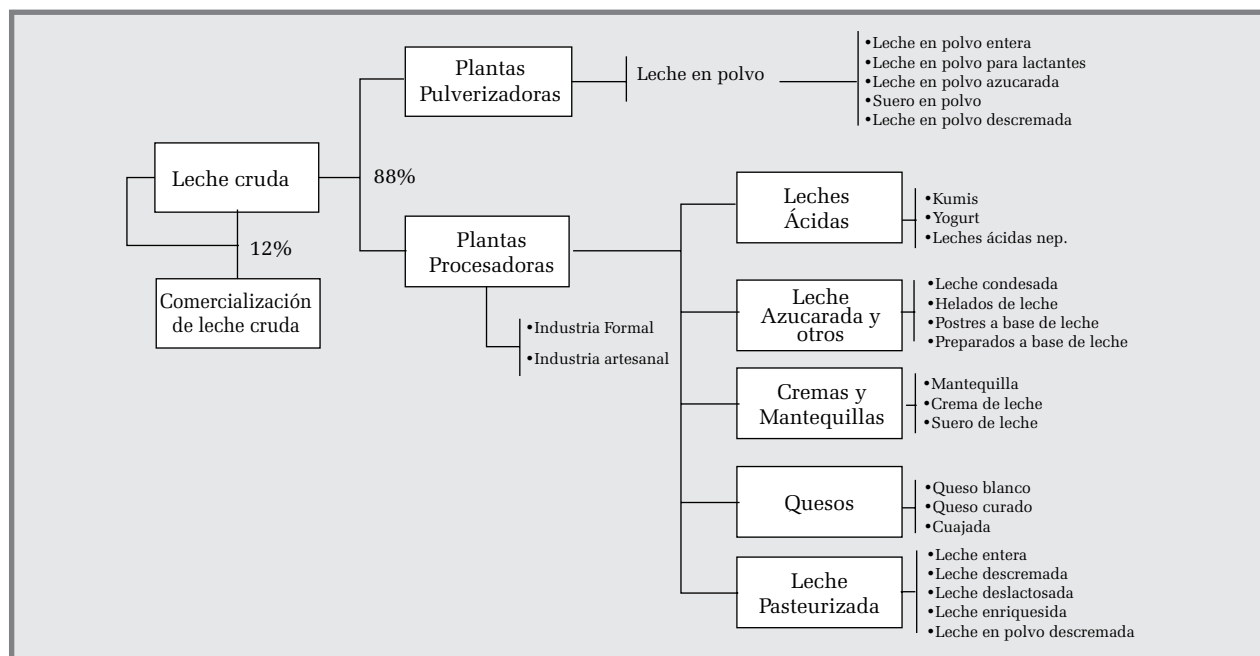 Plantas
Pulverizadoras
Leche en polvo
•Leche en polvo entera
•Leche en polvo para lactantes
•Leche en polvo azucarada
•Suero en polvo
•Leche en polvo descremada
Leche cruda
88%
12%
Comercialización
de leche cruda
Plantas
Procesadoras
•Industria Formal
•Industria artesanal
Leches
Ácidas
•Kumis
•Yogurt
•Leches ácidas nep.
Leche
Azucarada y
otros
•Leche condesada
•Helados de leche
•Postres a base de leche
•Preparados a base de leche
Cremas y
Mantequillas
•Mantequilla
•Crema de leche
•Suero de leche
Quesos
•Queso blanco
•Queso curado
•Cuajada
Leche
Pasteurizada
•Leche entera
•Leche descremada
•Leche deslactosada
•Leche enriquesida
•Leche en polvo descremada